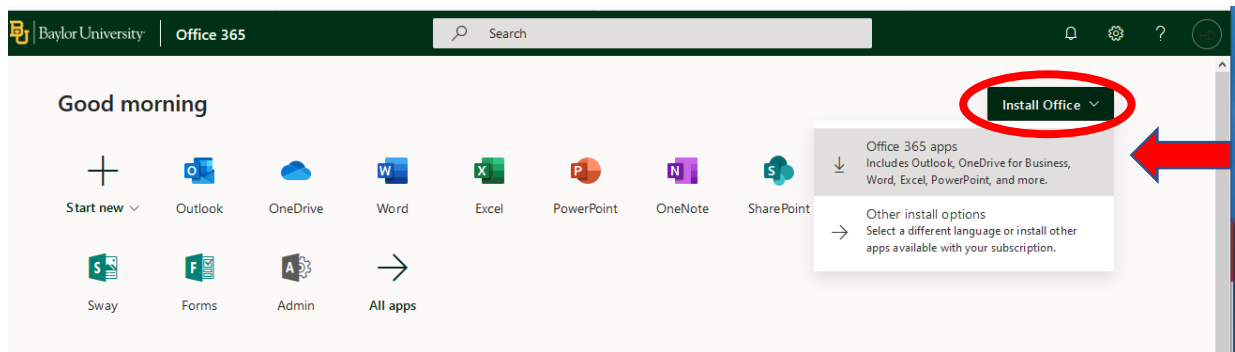 Baylor University Office 365 Search ? HD
Good morning
Install Office
Office 365 apps
Includes Outlook, OneDrive for Business,
Word, Excel, PowerPoint, and more.
Start new Outlook OneDrive Word Excel PowerPoint OneNote SharePoint
Other install options
Select a different language or install other
apps available with your subscription.
Sway Forms Admin All apps